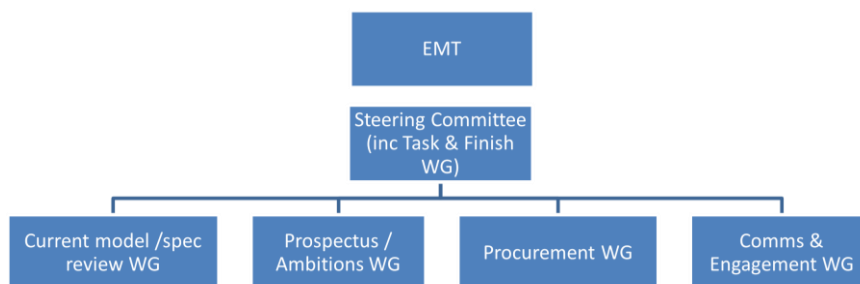 EMT
Steering Committee
(inc Task & Finish
WG)
Current model /spec
review WG
Prospectus /
Ambitions WG
Procurement WG
Comms &
Engagement WG